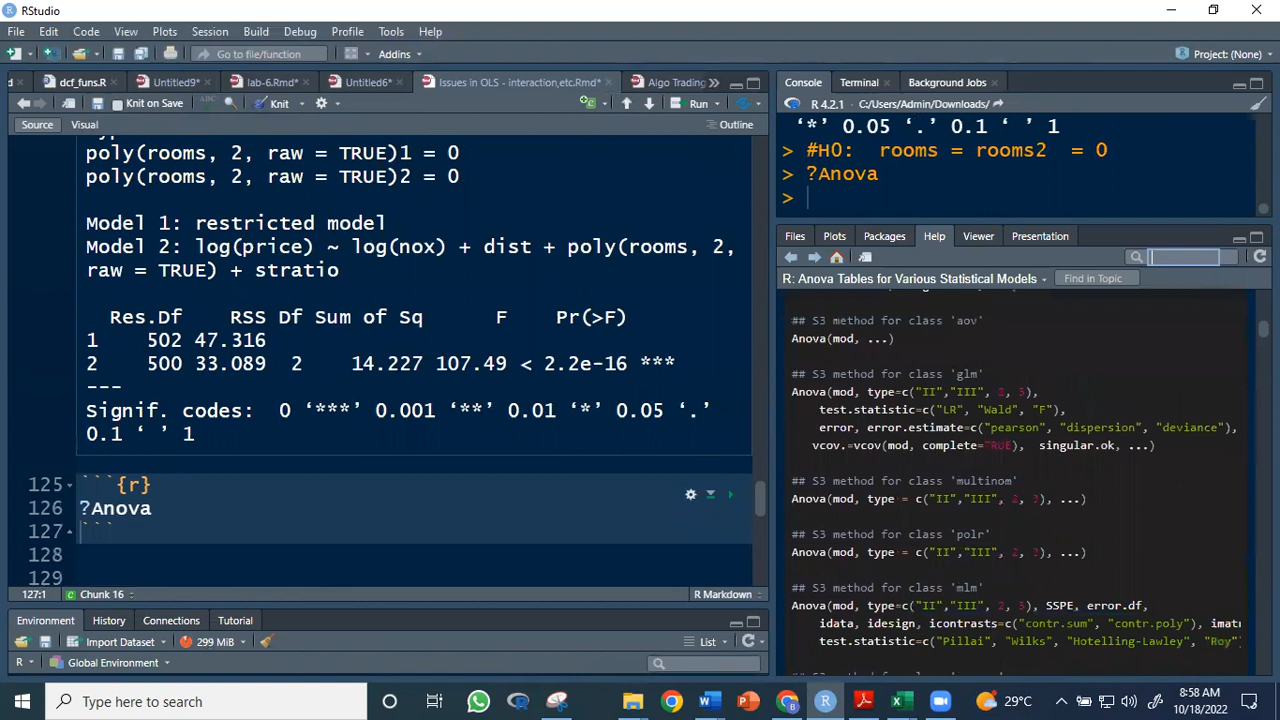 RStudio
File Edit Code View Plots Session Build Debug Profile Tools Help
Go to file/function Addins Project: (None)
dcf_funs.R Untitled9* lab-6.Rmd* Untitled6* Issues in OLS - interaction,etc.Rmd* Algo Trading
Knit on Save Knit Run
Source Visual Outline
poly(rooms, 2, raw = TRUE)1 = 0
poly(rooms, 2, raw = TRUE)2 = 0
Model 1: restricted model
Model 2: log(price) ~ log(nox) + dist + poly(rooms, 2,
raw = TRUE) + stratio
Res.Df RSS Df Sum of Sq F Pr(>F)
1 502 47.316
2 500 33.089 2 14.227 107.49 < 2.2e-16 ***
---
Signif. codes: 0 ‘***’ 0.001 ‘**’ 0.01 ‘*’ 0.05 ‘.’
0.1 ‘ ’ 1
125 ```{r}
126 ?Anova
127 ```
128
129
127:1 Chunk 16 R Markdown
Environment History Connections Tutorial
Import Dataset 299 MiB List
R Global Environment
Console Terminal Background Jobs
R 4.2.1 · C:/Users/Admin/Downloads/
‘*’ 0.05 ‘.’ 0.1 ‘ ’ 1
> #H0: rooms = rooms2 = 0
> ?Anova
>
Files Plots Packages Help Viewer Presentation
R: Anova Tables for Various Statistical Models Find in Topic
## S3 method for class 'aov'
Anova(mod, ...)
## S3 method for class 'glm'
Anova(mod, type=c("II","III", 2, 3),
test.statistic=c("LR", "Wald", "F"),
error, error.estimate=c("pearson", "dispersion", "deviance"),
vcov.=vcov(mod, complete=TRUE), singular.ok, ...)
## S3 method for class 'multinom'
Anova(mod, type = c("II","III", 2, 3), ...)
## S3 method for class 'polr'
Anova(mod, type = c("II","III", 2, 3), ...)
## S3 method for class 'mlm'
Anova(mod, type=c("II","III", 2, 3), SSPE, error.df,
idata, idesign, icontrasts=c("contr.sum", "contr.poly"), imatr
test.statistic=c("Pillai", "Wilks", "Hotelling-Lawley", "Roy")
Type here to search
29°C
8:58 AM
10/18/2022